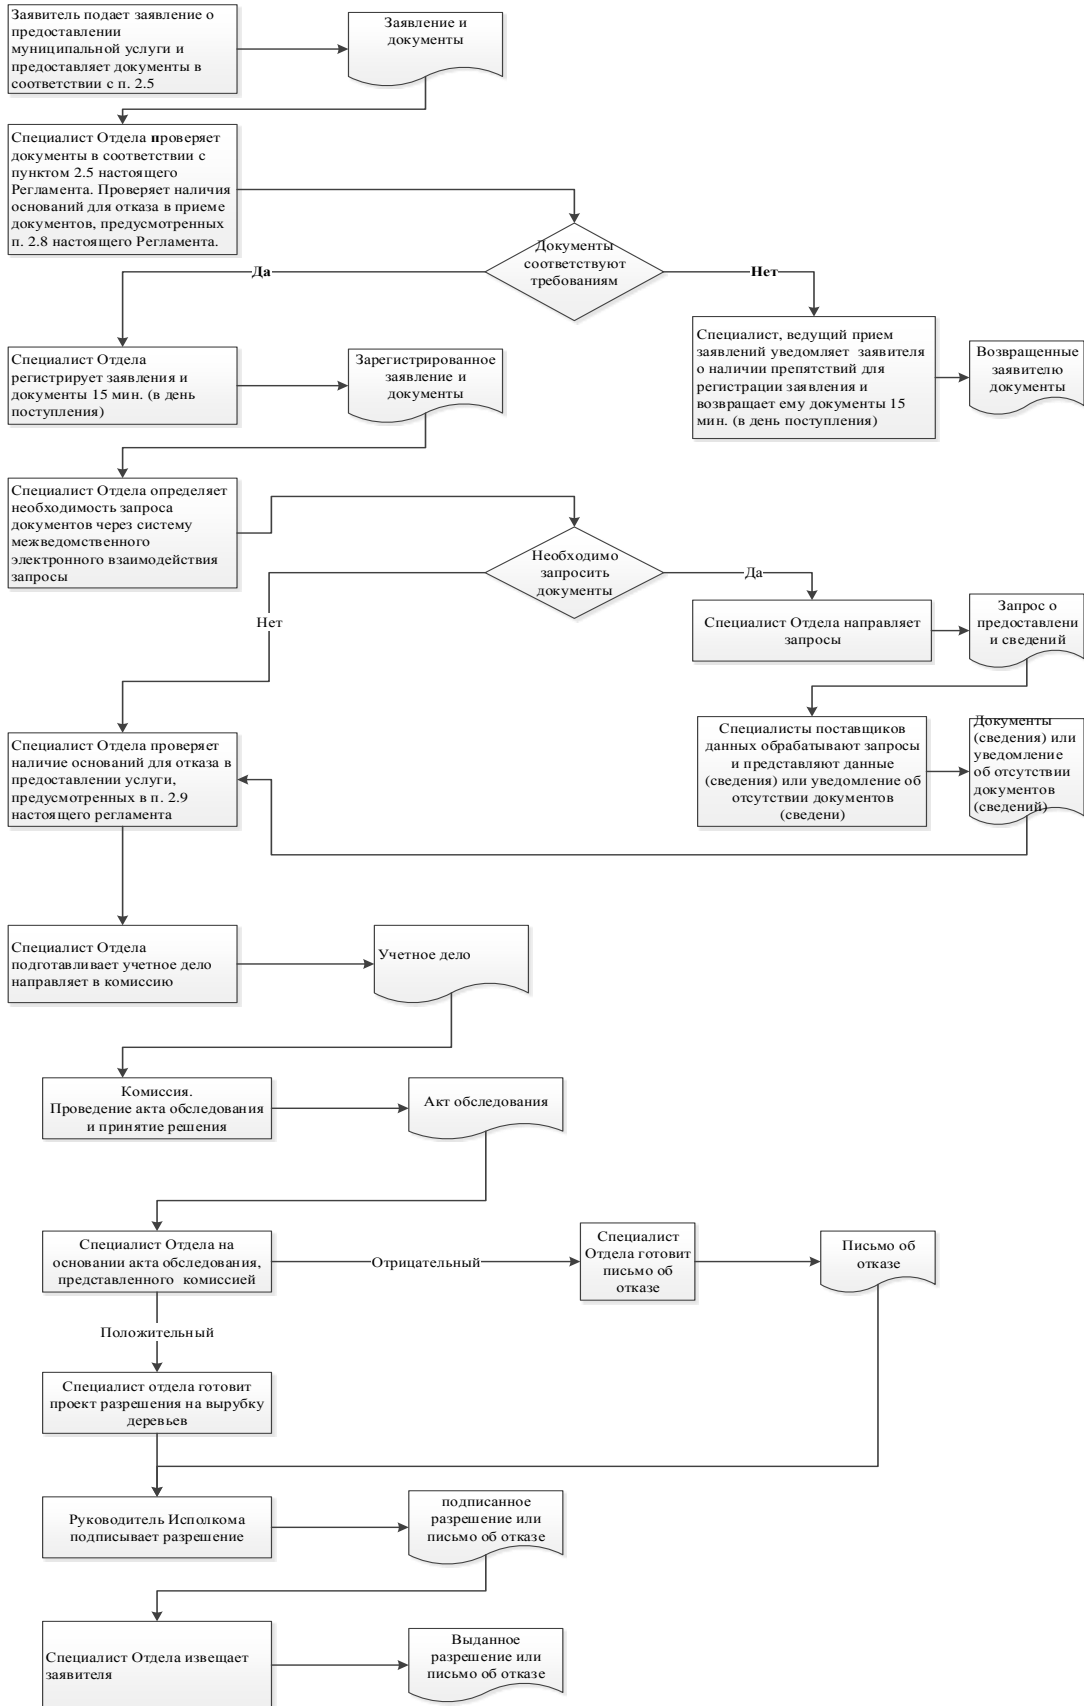 Заявитель подает заявление о
предоставлении
муниципальной услуги и
предоставляет документы в
соответствии с п. 2.5
Заявление и
документы
Специалист Отдела проверяет
документы в соответствии с
пунктом 2.5 настоящего
Регламента. Проверяет наличия
оснований для отказа в приеме
документов, предусмотренных
п. 2.8 настоящего Регламента.
Документы
соответствуют
требованиям
Да
Нет
Специалист Отдела
регистрирует заявления и
документы 15 мин. (в день
поступления)
Зарегистрированное
заявление и
документы
Специалист, ведущий прием
заявлений уведомляет заявителя
о наличии препятствий для
регистрации заявления и
возвращает ему документы 15
мин. (в день поступления)
Возвращенные
заявителю
документы
Специалист Отдела определяет
необходимость запроса
документов через систему
межведомственного
электронного взаимодействия
запросы
Необходимо
запросить
документы
Да
Нет
Специалист Отдела направляет
запросы
Запрос о
предоставлени
и сведений
Специалист Отдела проверяет
наличие оснований для отказа в
предоставлении услуги,
предусмотренных в п. 2.9
настоящего регламента
Специалисты поставщиков
данных обрабатывают запросы
и представляют данные
(сведения) или уведомление об
отсутствии документов
(сведени)
Документы
(сведения) или
уведомление
об отсутствии
документов
(сведений)
Специалист Отдела
подготавливает учетное дело
направляет в комиссию
Учетное дело
Комиссия.
Проведение акта обследования
и принятие решения
Акт обследования
Специалист Отдела на
основании акта обследования,
представленного комиссией
Отрицательный
Специалист
Отдела готовит
письмо об
отказе
Письмо об
отказе
Положительный
Специалист отдела готовит
проект разрешения на вырубку
деревьев
Руководитель Исполкома
подписывает разрешение
подписанное
разрешение или
письмо об отказе
Специалист Отдела извещает
заявителя
Выданное
разрешение или
письмо об отказе